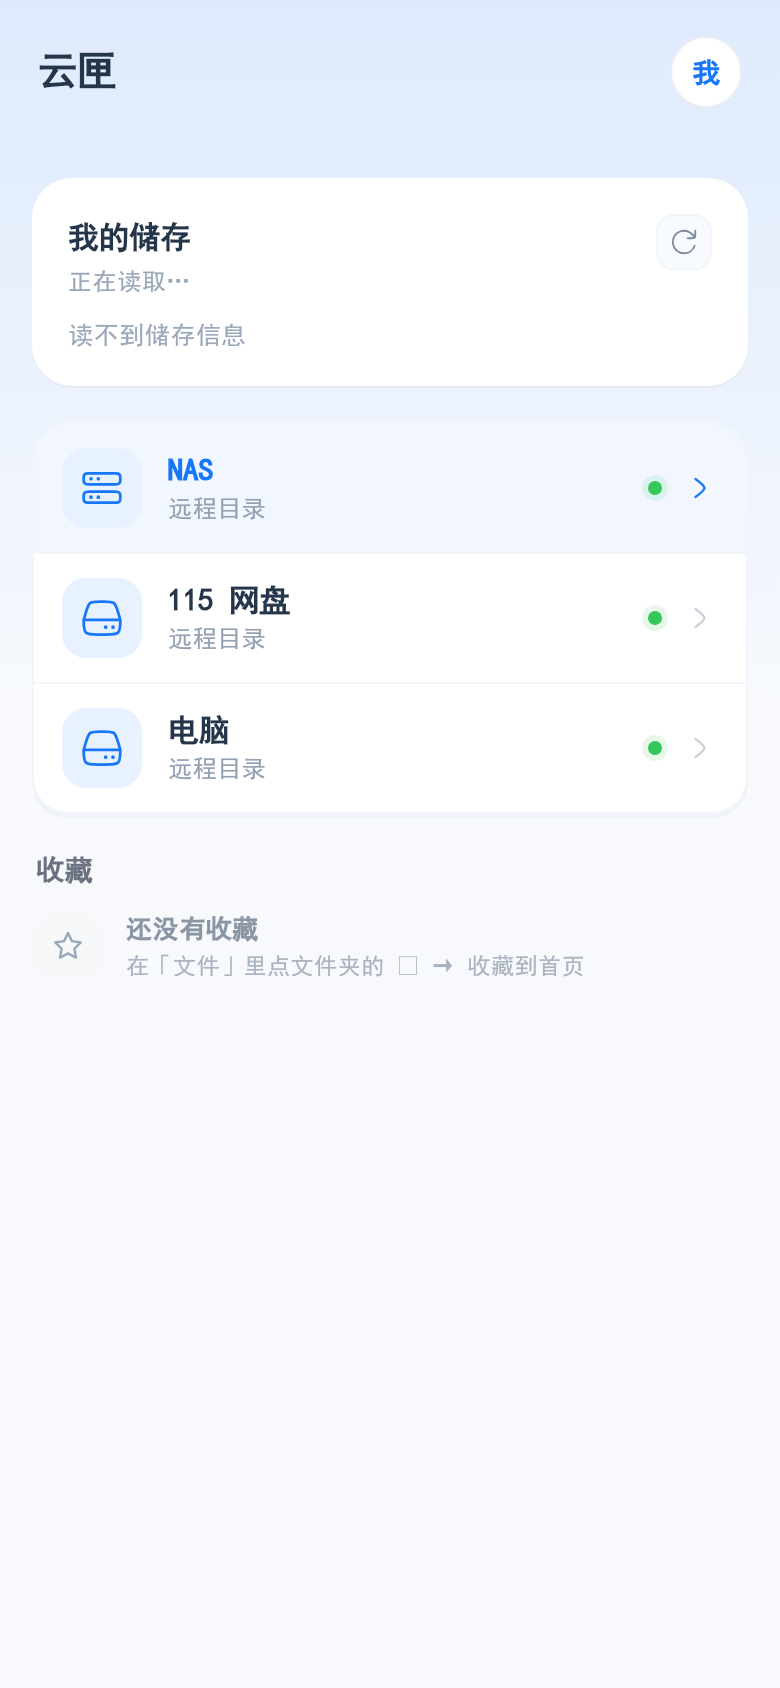 云匣
我
我的储存
正在读取…
读不到储存信息
NAS
远程目录
115 网盘
远程目录
电脑
远程目录
收藏
还没有收藏
在「文件」里点文件夹的 □ → 收藏到首页